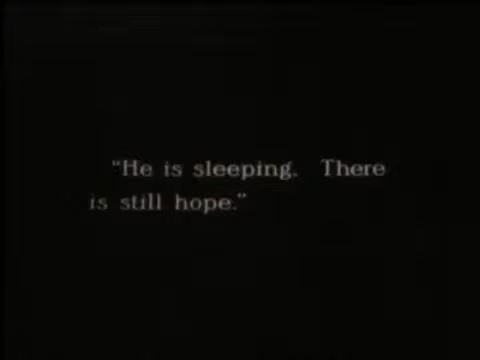 “He is sleeping. There
is still hope.”